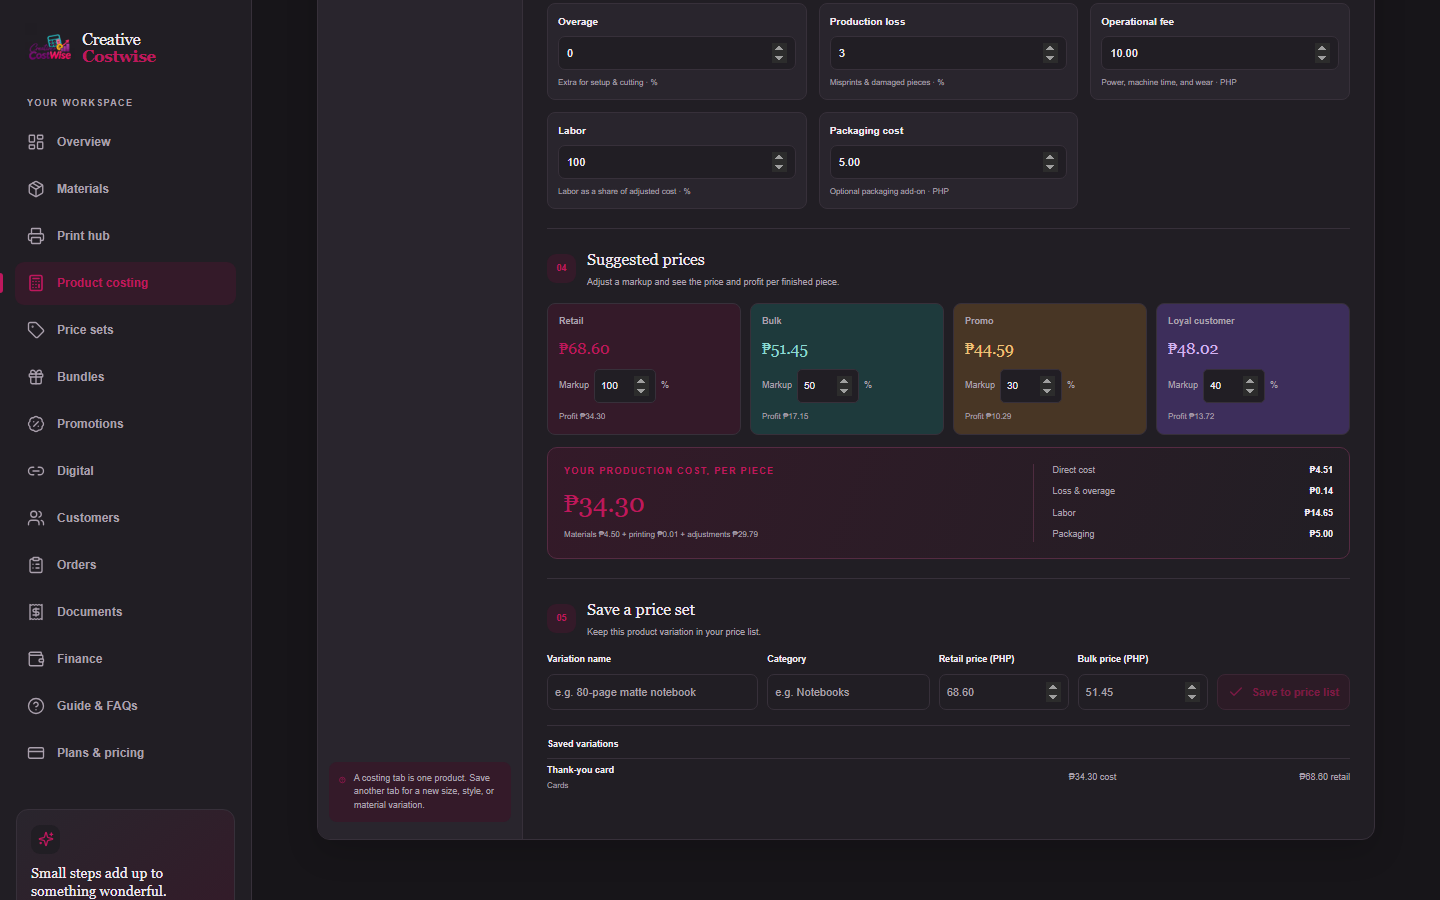 Creative
Costwise
YOUR WORKSPACE
Overview
Materials
Print hub
Product costing
Price sets
Bundles
Promotions
Digital
Customers
Orders
Documents
Finance
Guide & FAQs
Plans & pricing
Small steps add up to
something wonderful.
A costing tab is one product. Save
another tab for a new size, style, or
material variation.
Overage
0
Extra for setup & cutting · %
Production loss
3
Misprints & damaged pieces · %
Operational fee
10.00
Power, machine time, and wear · PHP
Labor
100
Labor as a share of adjusted cost · %
Packaging cost
5.00
Optional packaging add-on · PHP
04
Suggested prices
Adjust a markup and see the price and profit per finished piece.
Retail
₱68.60
Markup 100 %
Profit ₱34.30
Bulk
₱51.45
Markup 50 %
Profit ₱17.15
Promo
₱44.59
Markup 30 %
Profit ₱10.29
Loyal customer
₱48.02
Markup 40 %
Profit ₱13.72
YOUR PRODUCTION COST, PER PIECE
₱34.30
Materials ₱4.50 + printing ₱0.01 + adjustments ₱29.79
Direct cost ₱4.51
Loss & overage ₱0.14
Labor ₱14.65
Packaging ₱5.00
05
Save a price set
Keep this product variation in your price list.
Variation name
e.g. 80-page matte notebook
Category
e.g. Notebooks
Retail price (PHP)
68.60
Bulk price (PHP)
51.45
Save to price list
Saved variations
Thank-you card
Cards
₱34.30 cost
₱68.60 retail